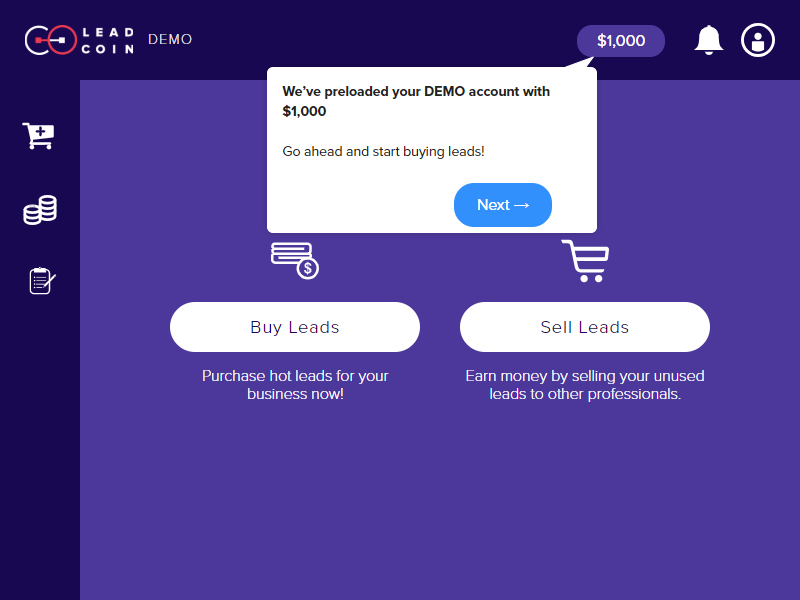 LEAD
COIN
DEMO
$1,000
We’ve preloaded your DEMO account with
$1,000
Go ahead and start buying leads!
Next →
$
Buy Leads
Sell Leads
Purchase hot leads for your
business now!
Earn money by selling your unused
leads to other professionals.